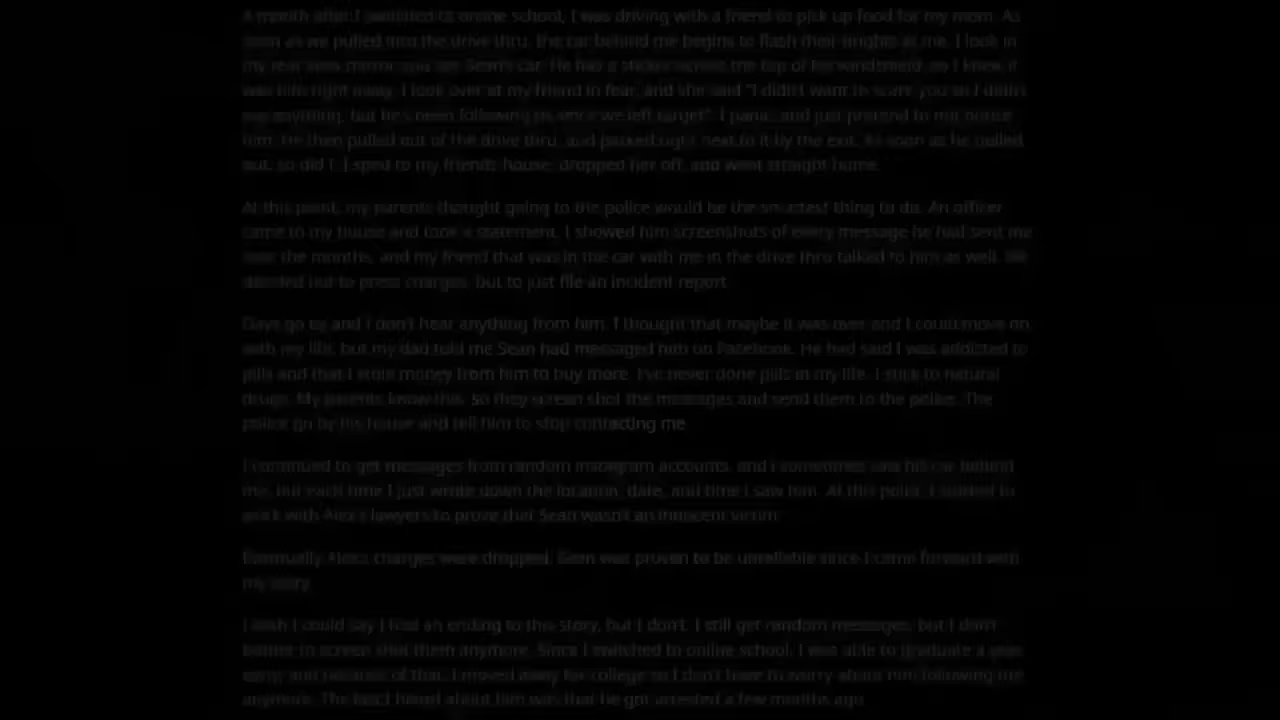 A month after I switched to online school, I was driving with a friend to pick up food for my mom. As
soon as we pulled into the drive thru, the car behind me begins to flash their brights at me. I look in
my rear view mirror and see Sean's car. He has a sticker across the top of his windshield, so I knew it
was him right away. I look over at my friend in fear, and she said "I didn't want to scare you so I didn't
say anything, but he's been following us since we left target". I panic, and just pretend to not notice
him. He then pulled out of the drive thru, and parked right next to it by the exit. As soon as he pulled
out, so did I. I sped to my friends house, dropped her off, and went straight home.
At this point, my parents thought going to the police would be the smartest thing to do. An officer
came to my house and took a statement. I showed him screenshots of every message he had sent me
over the months, and my friend that was in the car with me in the drive thru talked to him as well. We
decided not to press charges, but to just file an incident report.
Days go by and I don't hear anything from him. I thought that maybe it was over and I could move on
with my life, but my dad told me Sean had messaged him on Facebook. He had said I was addicted to
pills and that I stole money from him to buy more. I've never done pills in my life. I stick to natural
drugs. My parents know this. So they screen shot the messages and send them to the police. The
police go by his house and tell him to stop contacting me.
I continued to get messages from random instagram accounts, and I sometimes saw his car behind
me, but each time I just wrote down the location, date, and time I saw him. At this point, I started to
work with Alex's lawyers to prove that Sean wasn't an innocent victim.
Eventually, Alex's charges were dropped. Sean was proven to be unreliable since I came forward with
my story.
I wish I could say I had an ending to this story, but I don't. I still get random messages, but I don't
bother to screen shot them anymore. Since I switched to online school, I was able to graduate a year
early, and because of that, I moved away for college so I don't have to worry about him following me
anymore. The last I heard about him was that he got arrested a few months ago.